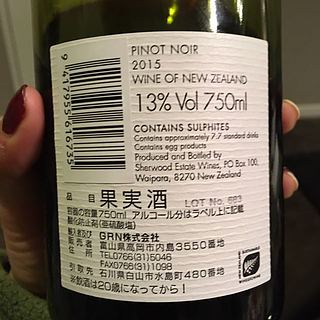 PINOT NOIR
2015
WINE OF NEW ZEALAND
13% Vol 750ml
CONTAINS SULPHITES
Contains approximately 7.7 standard drinks
Contains egg products
Produced and Bottled by
Sherwood Estate Wines, PO Box 100,
Waipara, 8270 New Zealand
9417955616735
品目 果実酒 LOT No. 583
容器の容量750ml アルコール分はラベル上に記載
酸化防止剤(亜硫酸塩)
輸入者及び GRN株式会社
住所 富山県高岡市内島3550番地
TEL0766(31)5046
FAX0766(31)1098
引取先 石川県白山市水島町480番地
※飲酒は20歳になってから!